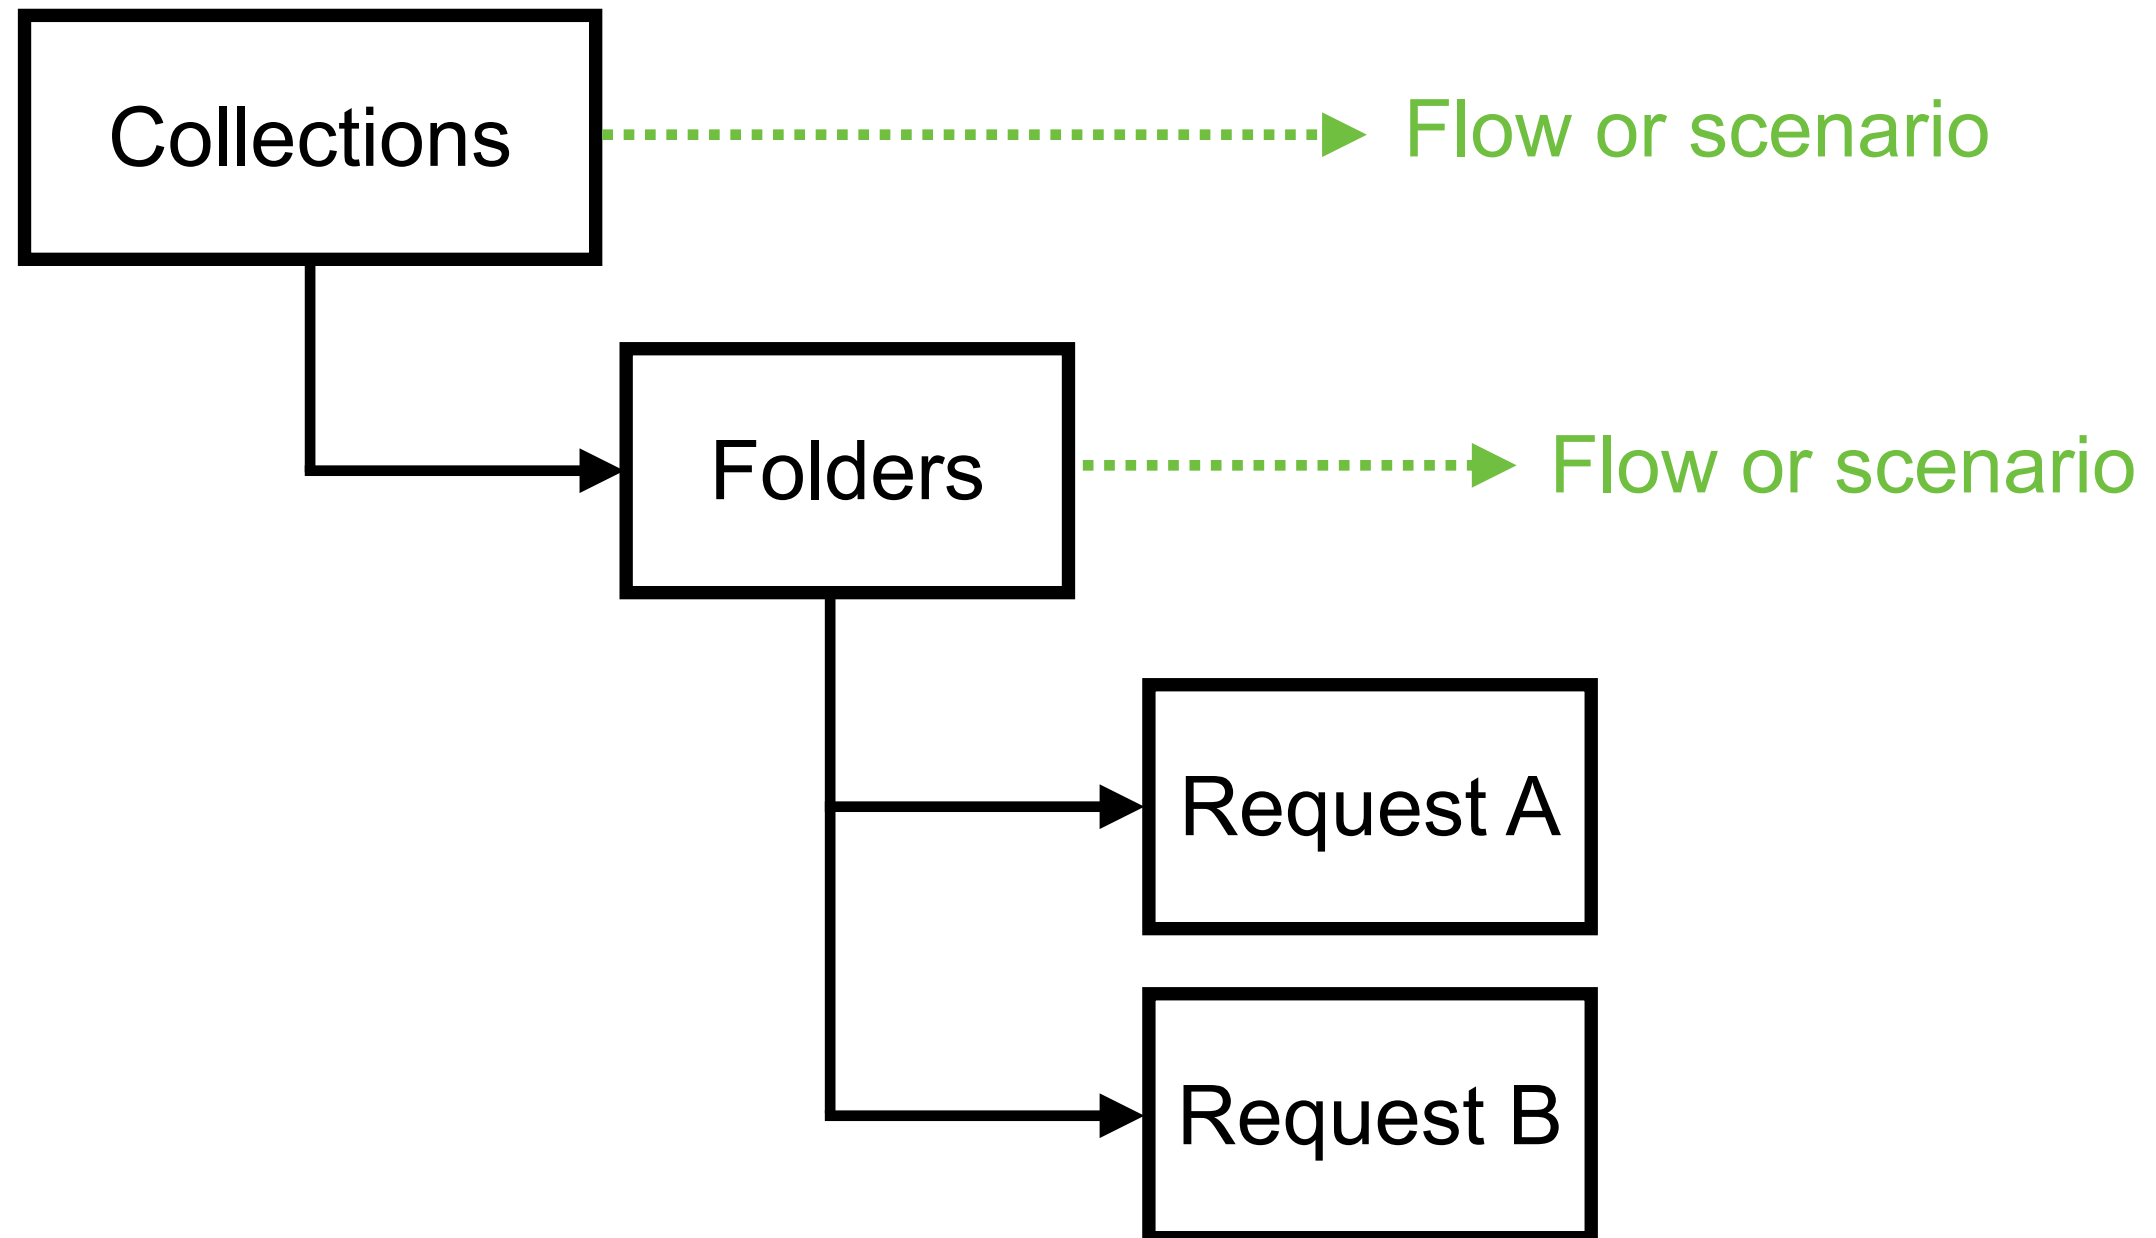 Collections
Flow or scenario
Folders
Flow or scenario
Request A
Request B